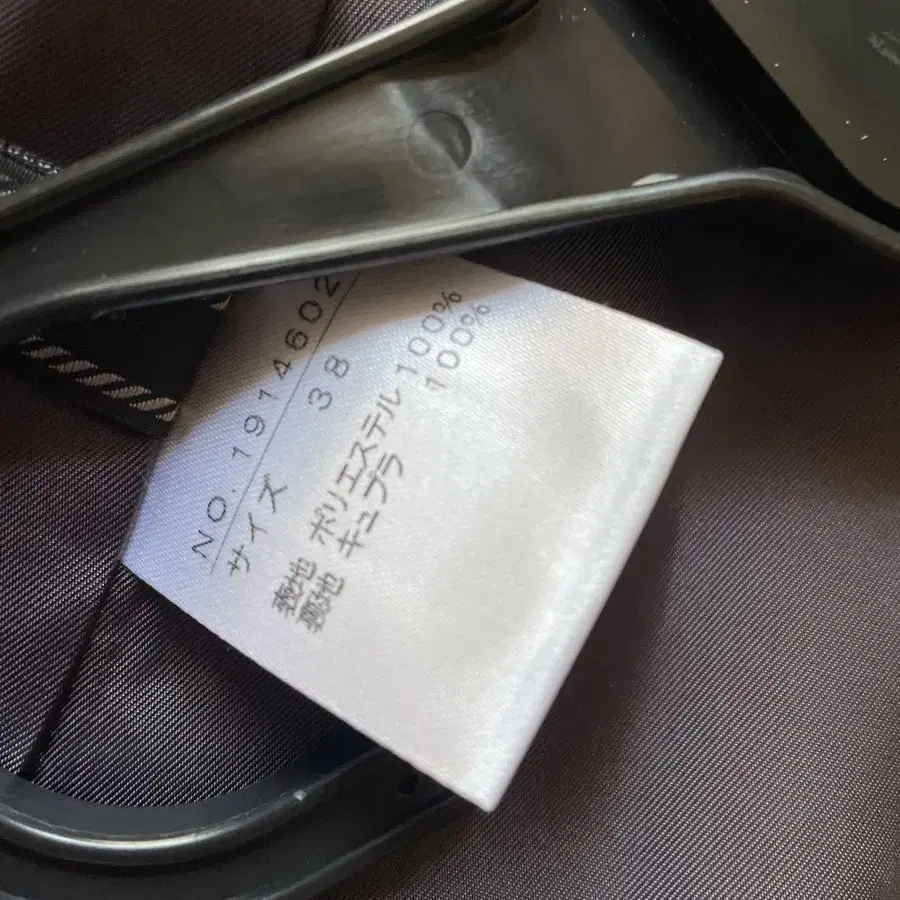 NO. 1914602
サイズ 38
表地 ポリエステル 100%
裏地 キュプラ 100%